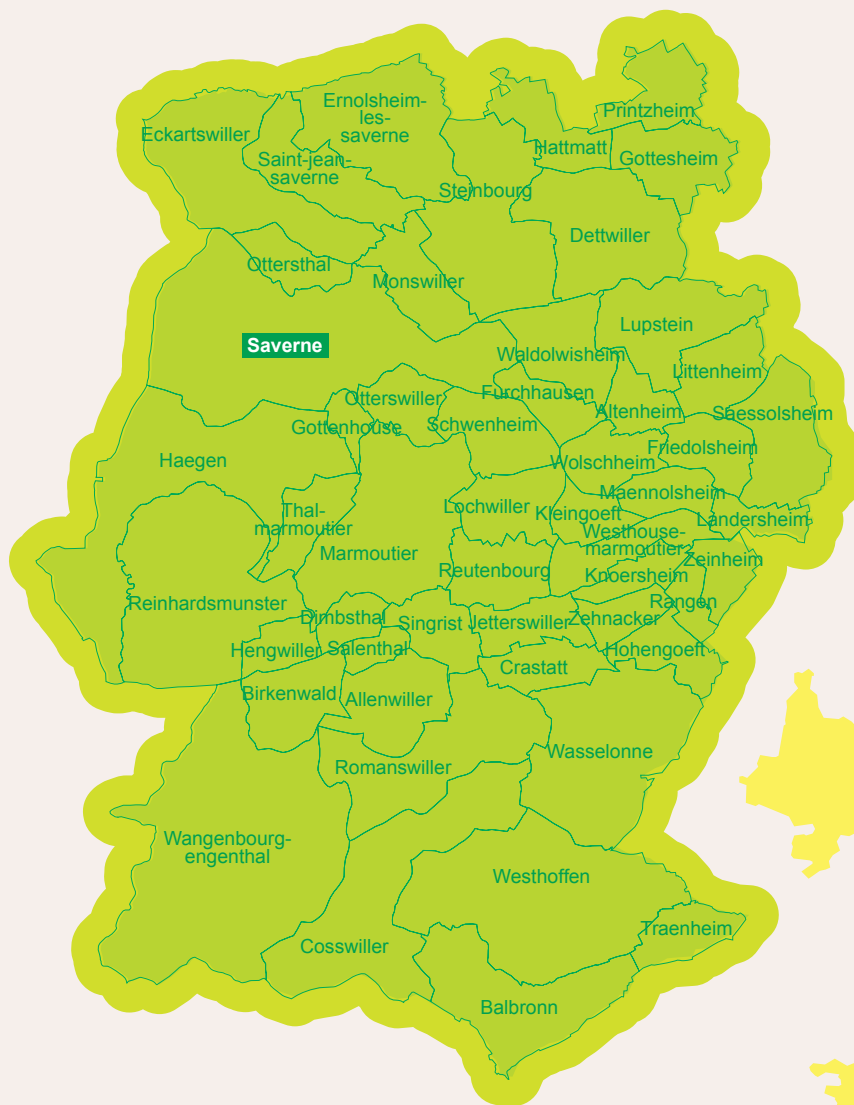 Printzheim
Ernolsheim-
les-
saverne
Eckartswiller
Hattmatt
Gottesheim
Saint-jean-
saverne
Steinbourg
Dettwiller
Ottersthal
Monswiller
Lupstein
Saverne
Waldolwisheim
Littenheim
Otterswiller
Furchhausen
Altenheim
Saessolsheim
Gottenhouse
Schwenheim
Friedolsheim
Haegen
Wolschheim
Maennolsheim
Thal-
marmoutier
Lochwiller
Kleingoeft
Landersheim
Westhouse-
marmoutier
Marmoutier
Zeinheim
Reutenbourg
Knoersheim
Reinhardsmunster
Rangen
Dimbsthal
Singrist
Jetterswiller
Zehnacker
Hengwiller
Salenthal
Hohengoeft
Crastatt
Birkenwald
Allenwiller
Wasselonne
Romanswiller
Wangenbourg-
engenthal
Westhoffen
Traenheim
Cosswiller
Balbronn